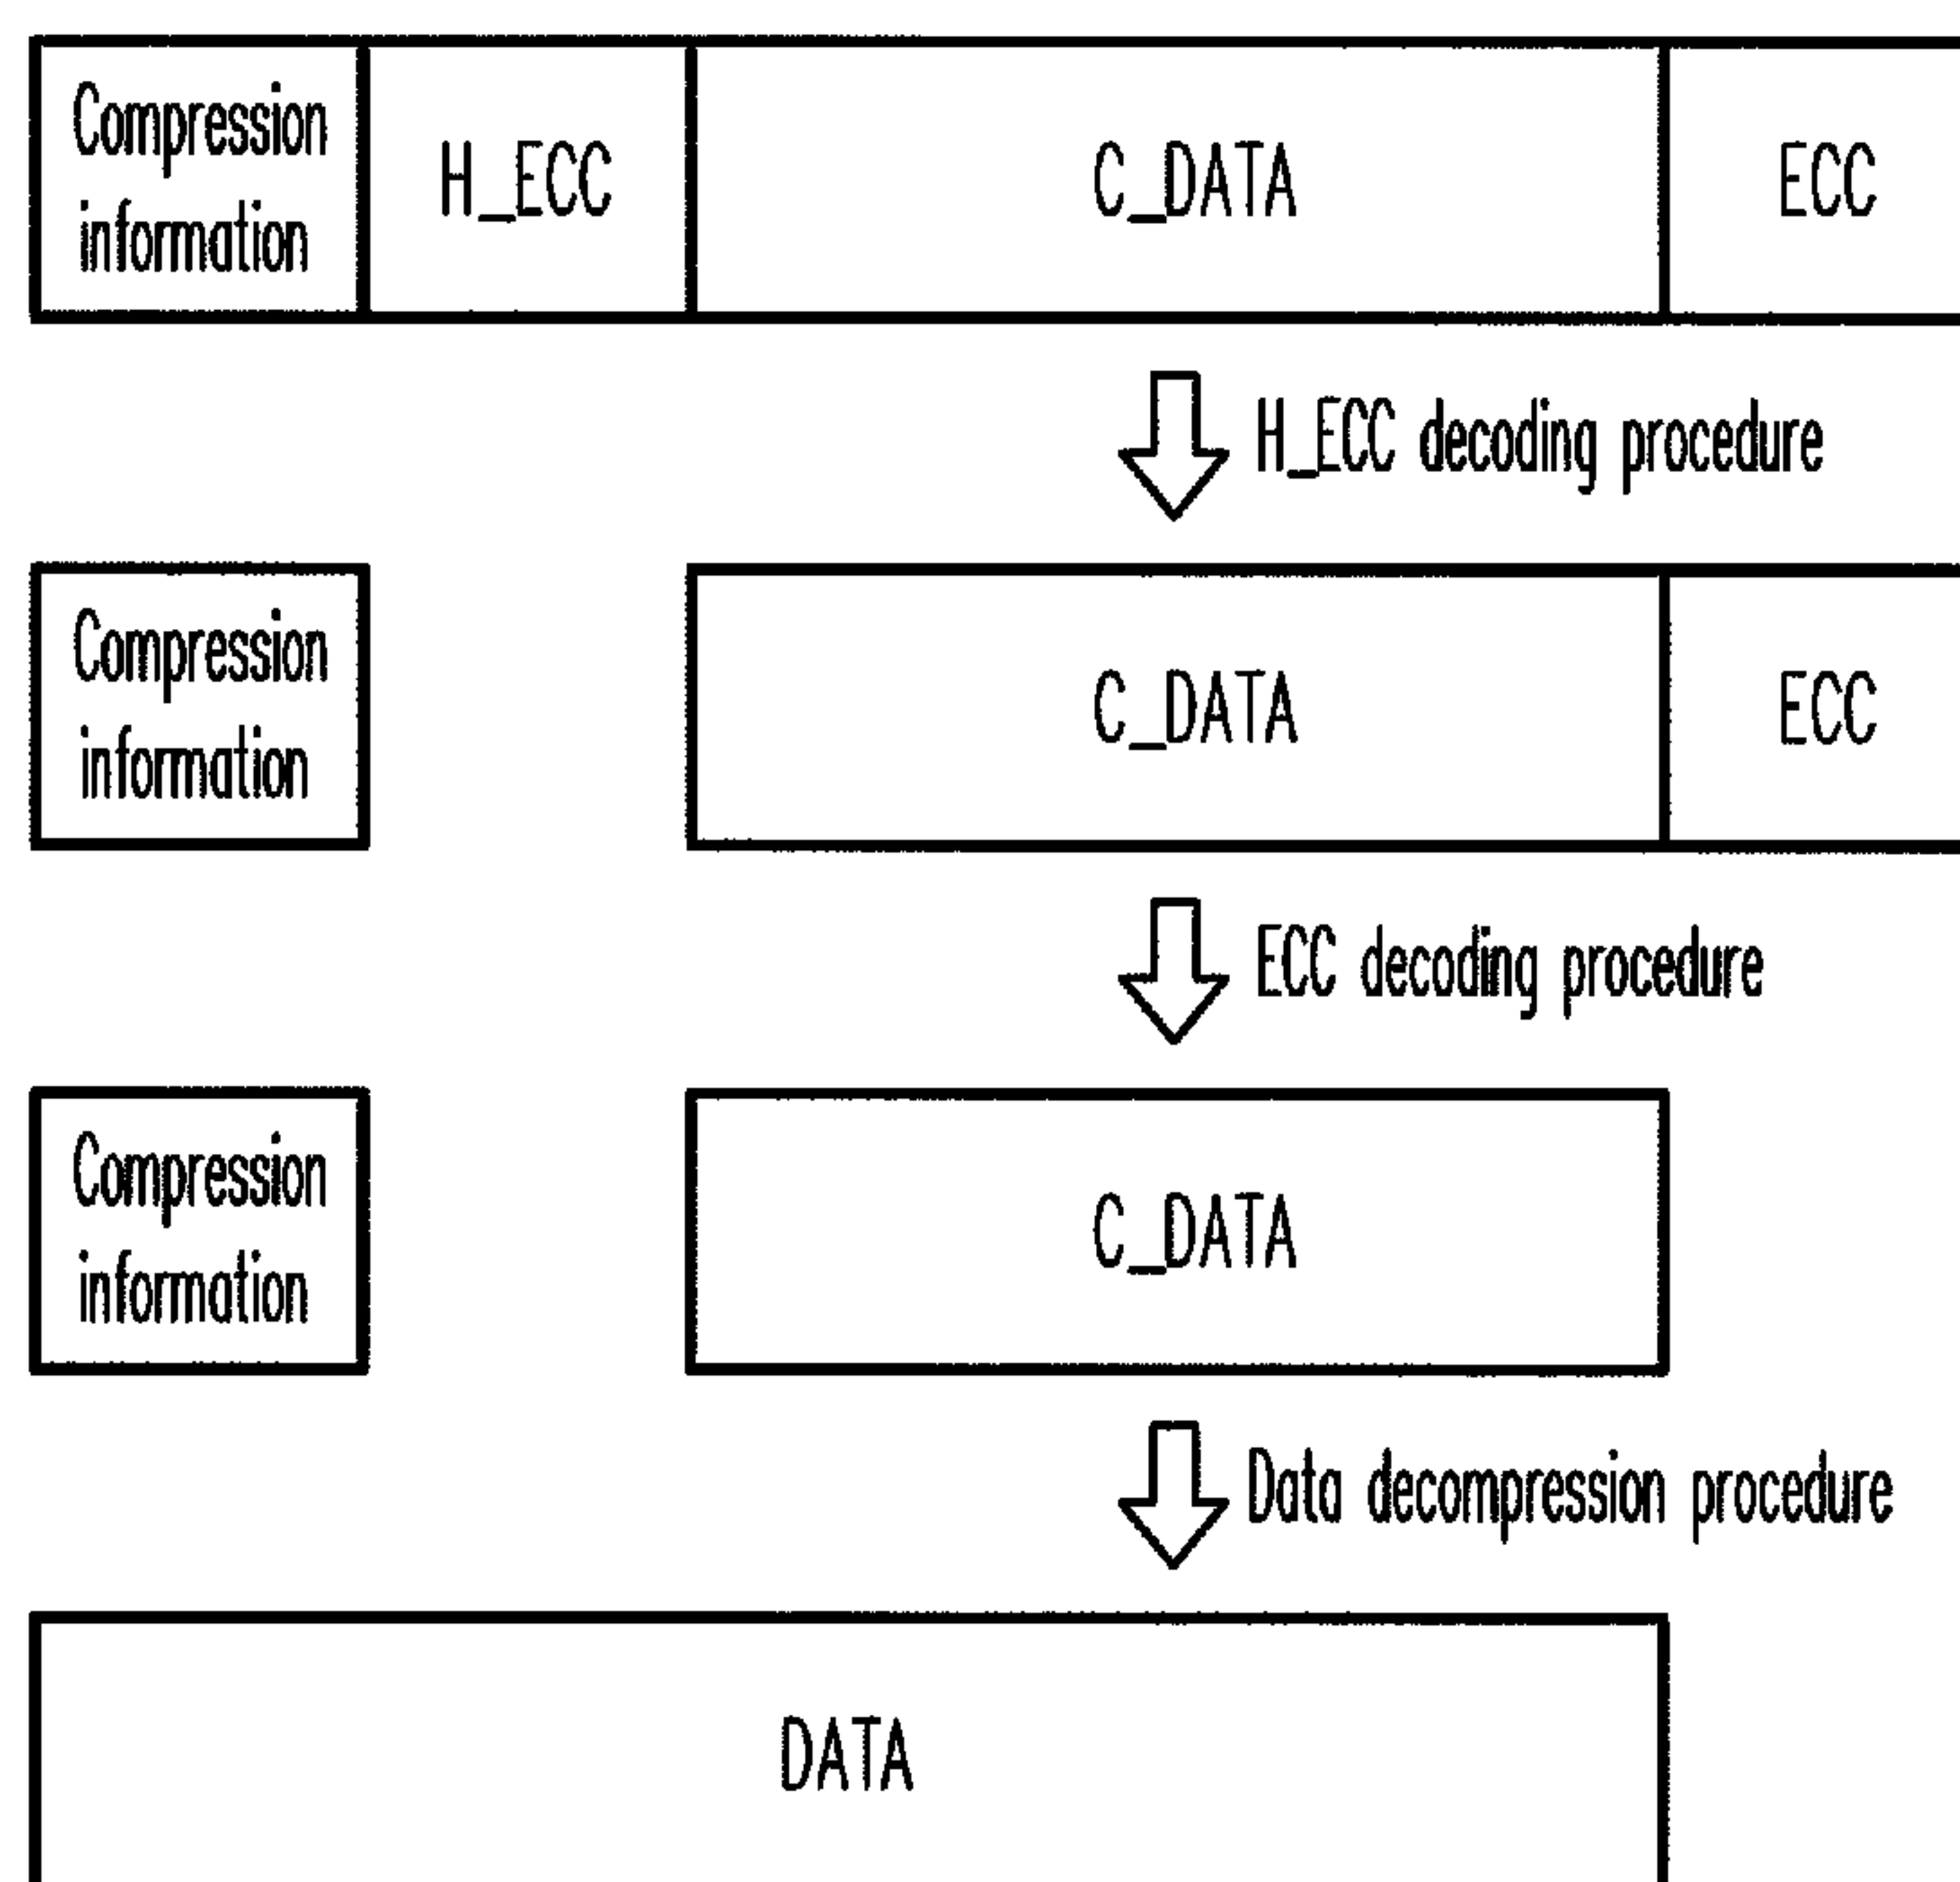 Compression
information
H_ECC
C_DATA
ECC
H_ECC decoding procedure
Compression
information
C_DATA
ECC
ECC decoding procedure
Compression
information
C_DATA
Data decompression procedure
DATA